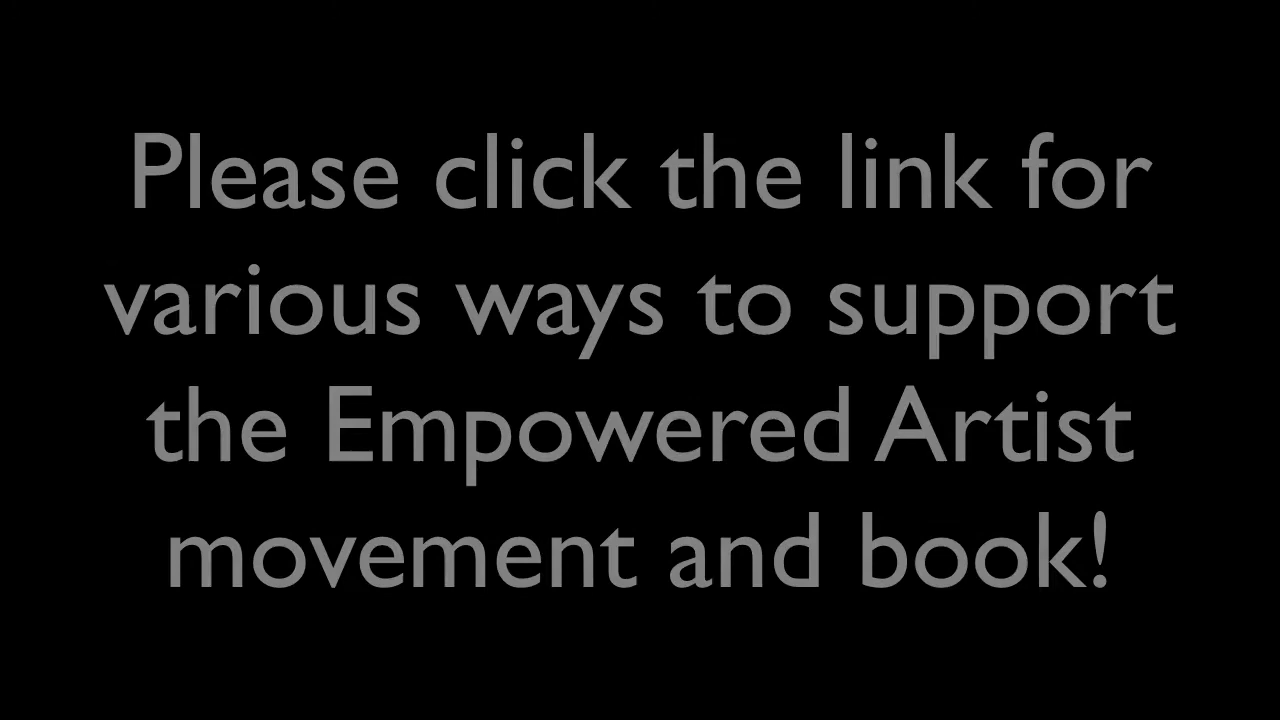 Please click the link for
various ways to support
the Empowered Artist
movement and book!